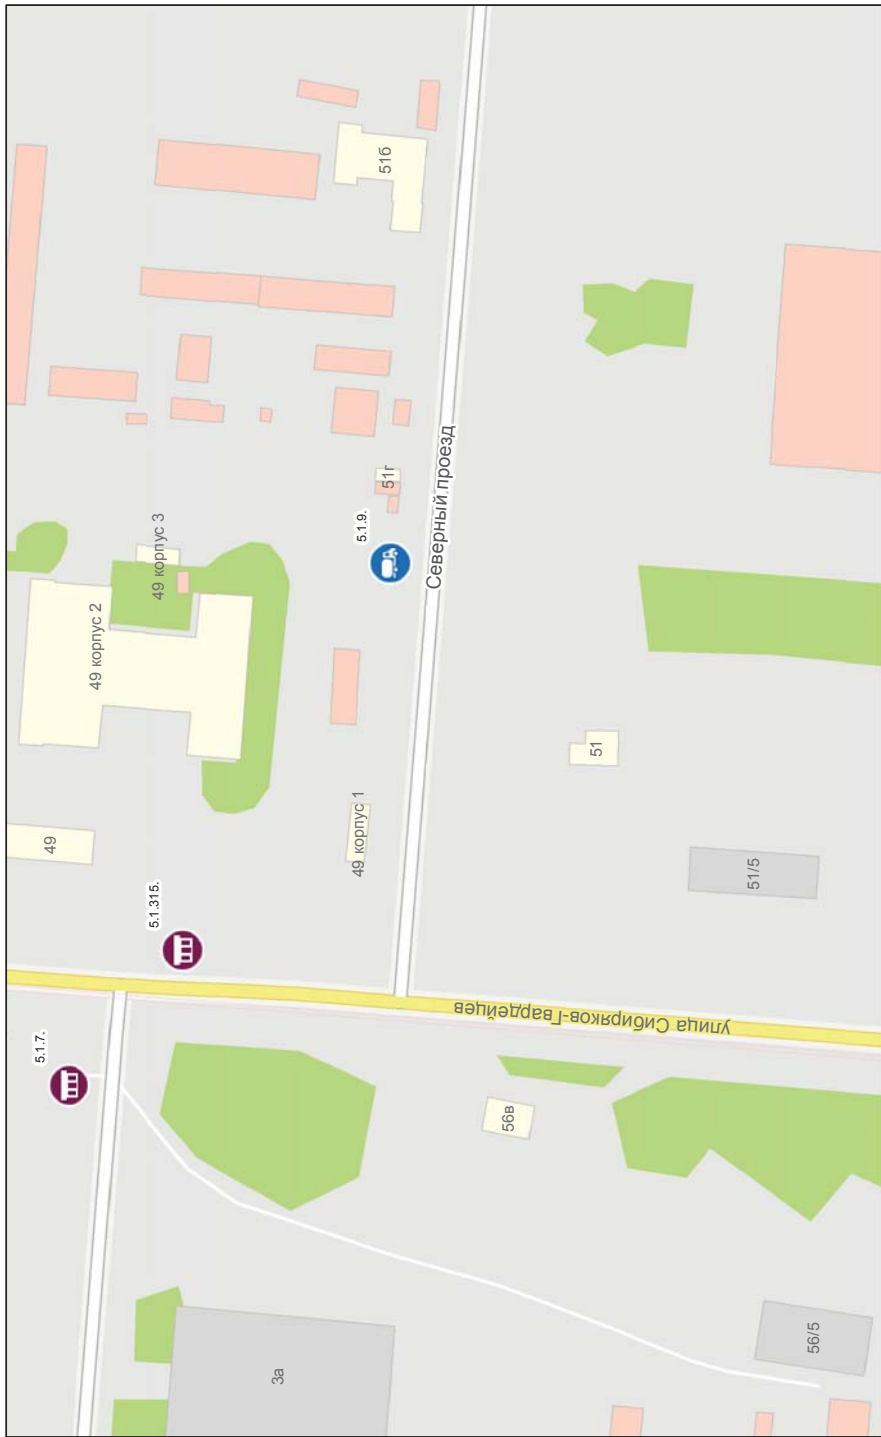 51б
49 корпус 3
51г
5.1.9.
Северный проезд
49 корпус 2
49
49 корпус 1
51
5.1.315.
51/5
5.1.7.
улица Сибиряков-Гвардейцев
56в
3а
56/5